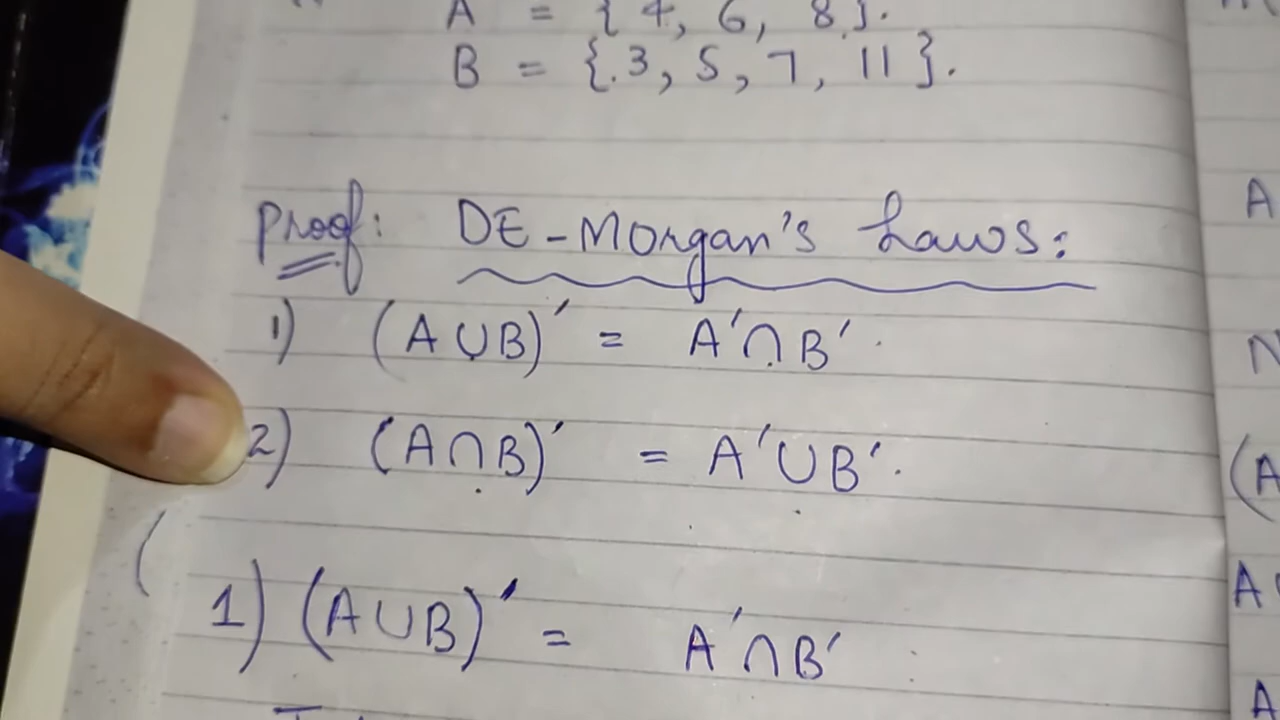 A = {4, 6, 8}.
B = {.3, 5, 7, 11}.
Proof: DE-Morgan's Laws:
1) (A∪B)′ = A′∩B′.
2) (A∩B)′ = A′∪B′.
(
1) (A∪B)′ = A′∩B′
A
N
(A
A
A